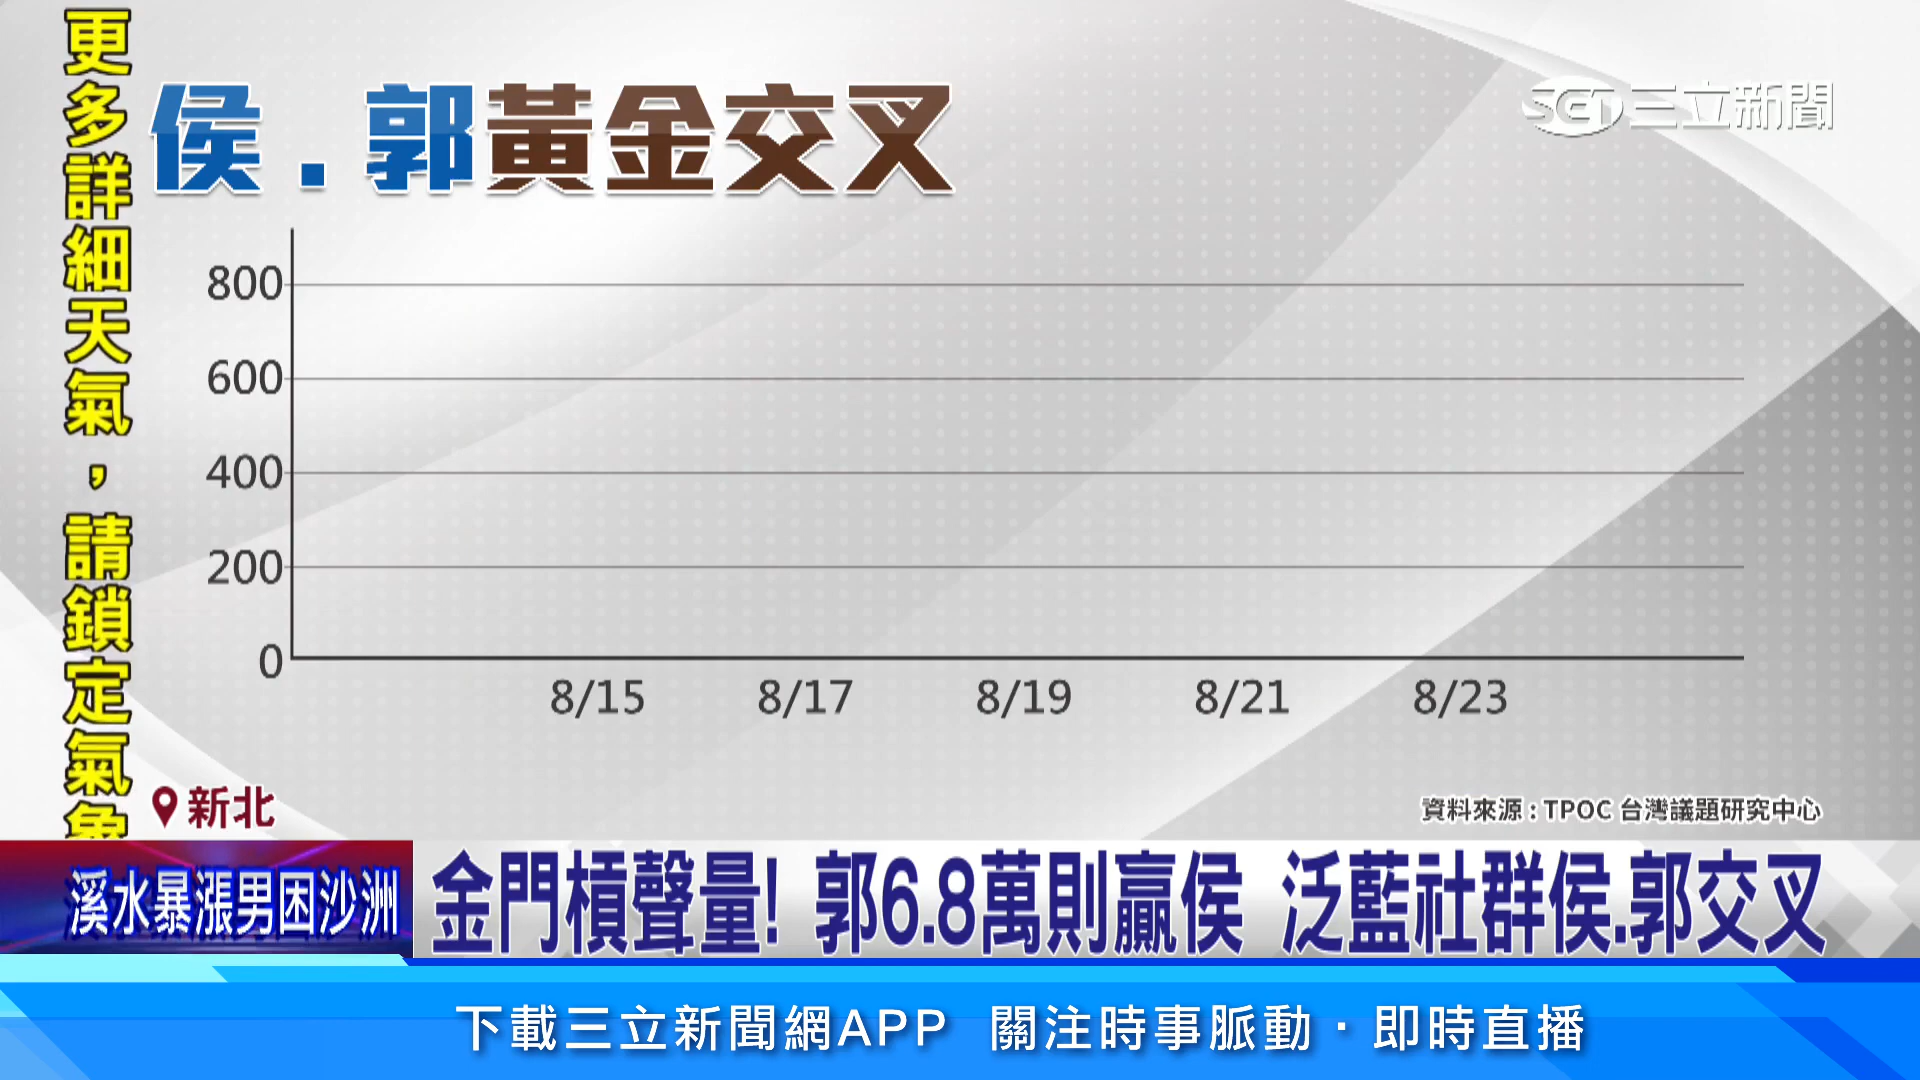 更多詳細天氣，請鎖定氣象
侯.郭黃金交叉
SET三立新聞
800
600
400
200
0
8/15 8/17 8/19 8/21 8/23
新北
資料來源:TPOC 台灣議題研究中心
溪水暴漲男困沙洲
金門槓聲量! 郭6.8萬則贏侯 泛藍社群侯.郭交叉
下載三立新聞網APP 關注時事脈動·即時直播